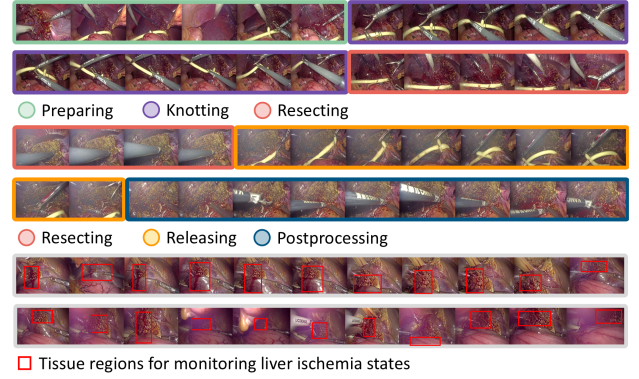 Preparing Knotting Resecting
Resecting Releasing Postprocessing
Tissue regions for monitoring liver ischemia states